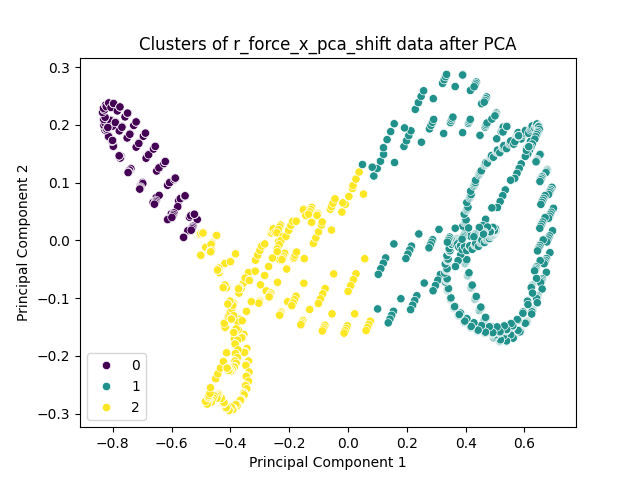 Clusters of r_force_x_pca_shift data after PCA
0.3
0.2
0.1
0.0
−0.1
−0.2
−0.3
Principal Component 2
0
1
2
−0.8 −0.6 −0.4 −0.2 0.0 0.2 0.4 0.6
Principal Component 1